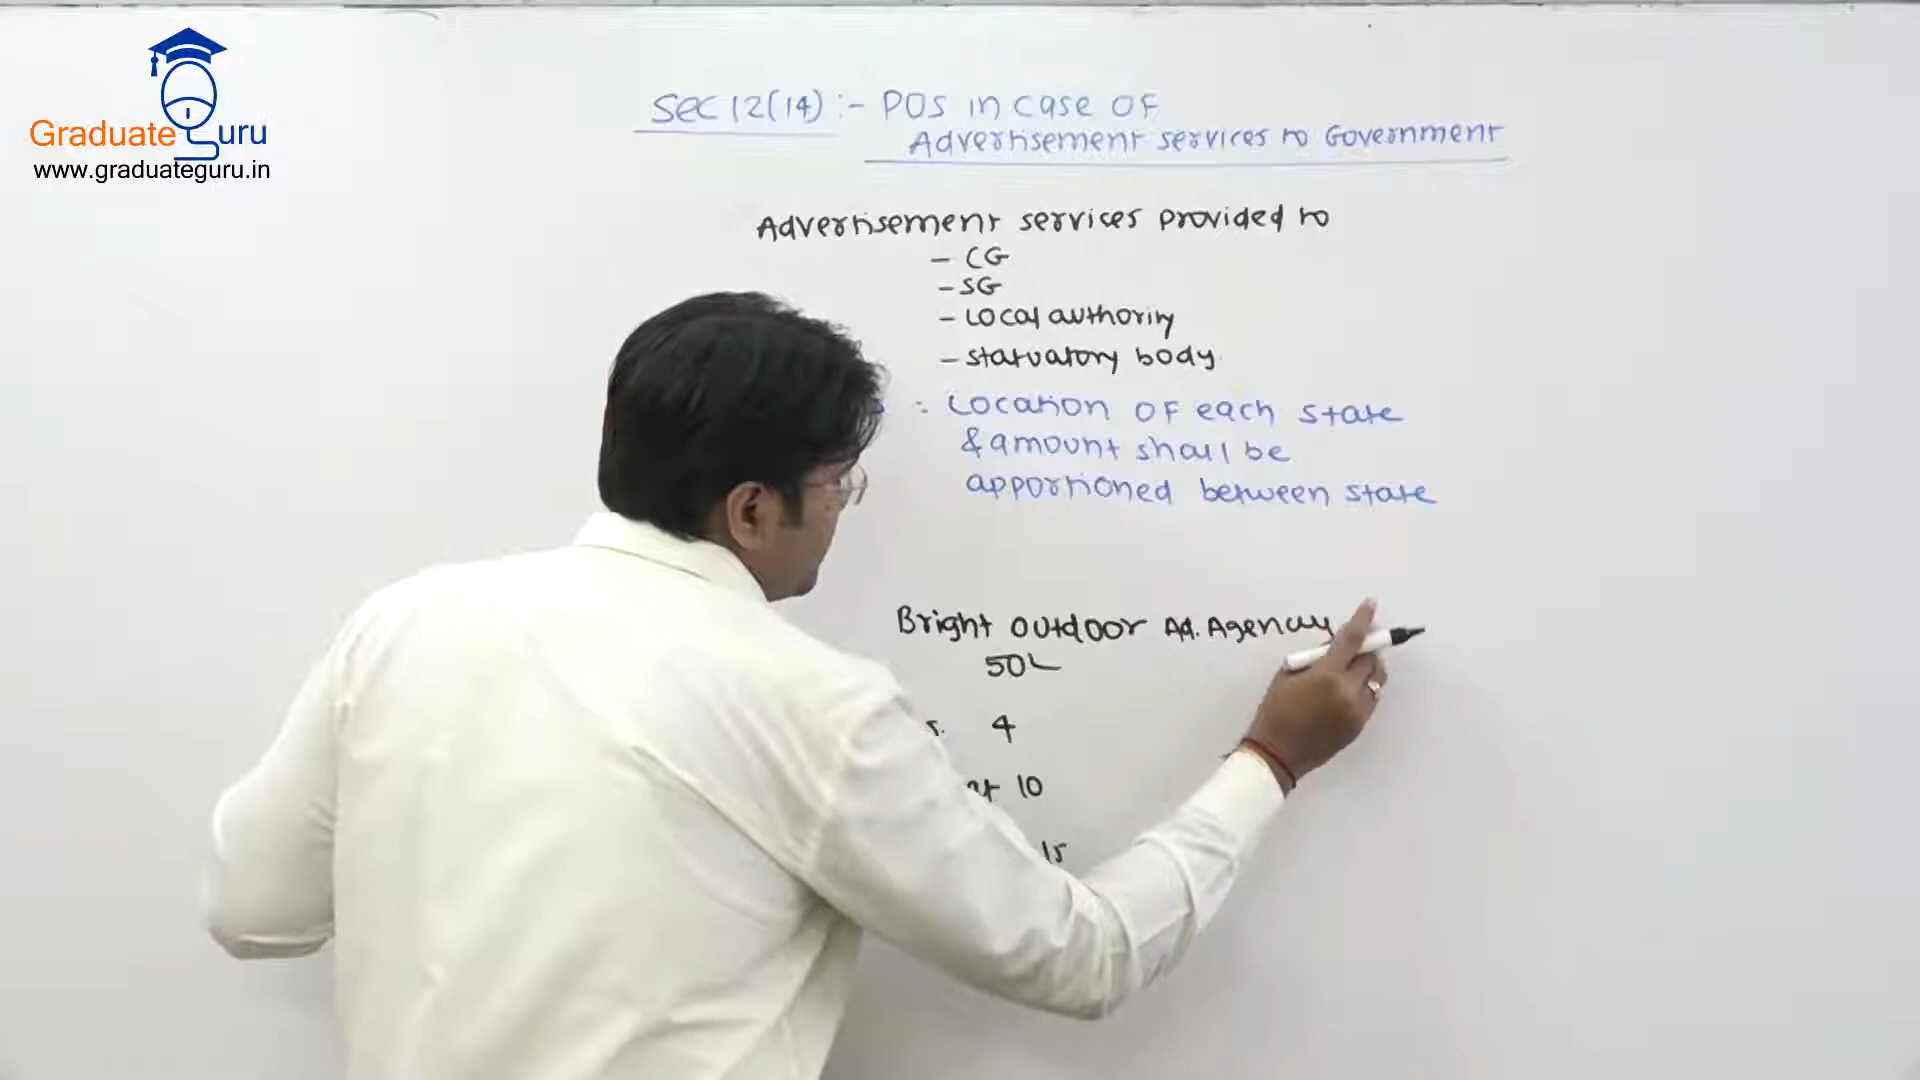 Graduate Guru
www.graduateguru.in
Sec 12(14) :- POS in case of
Advertisement services to Government
Advertisement services provided to
- CG
- SG
- Local authority
- statuatory body.
: Location of each state
& amount shall be
apportioned between state
Bright outdoor Ad. Agency
50L
4
10
15